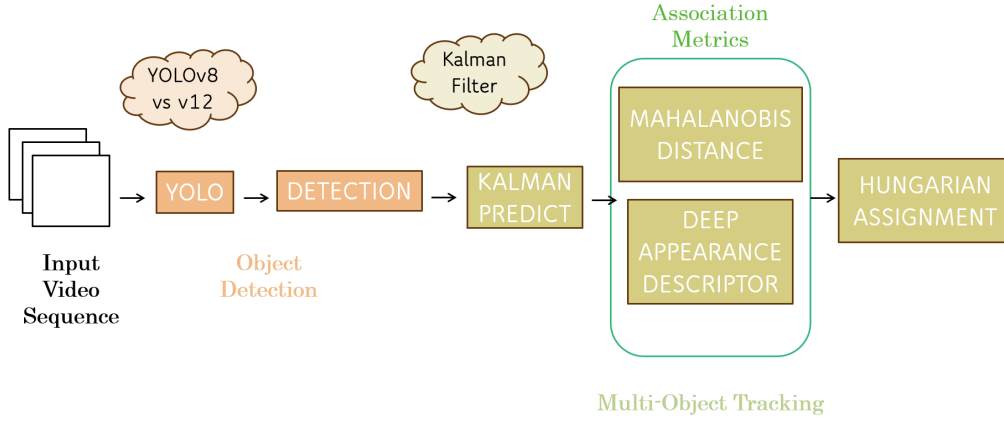 Association
Metrics
YOLOv8
vs v12
Kalman
Filter
MAHALANOBIS
DISTANCE
YOLO
DETECTION
KALMAN
PREDICT
DEEP
APPEARANCE
DESCRIPTOR
HUNGARIAN
ASSIGNMENT
Input
Video
Sequence
Object
Detection
Multi-Object Tracking